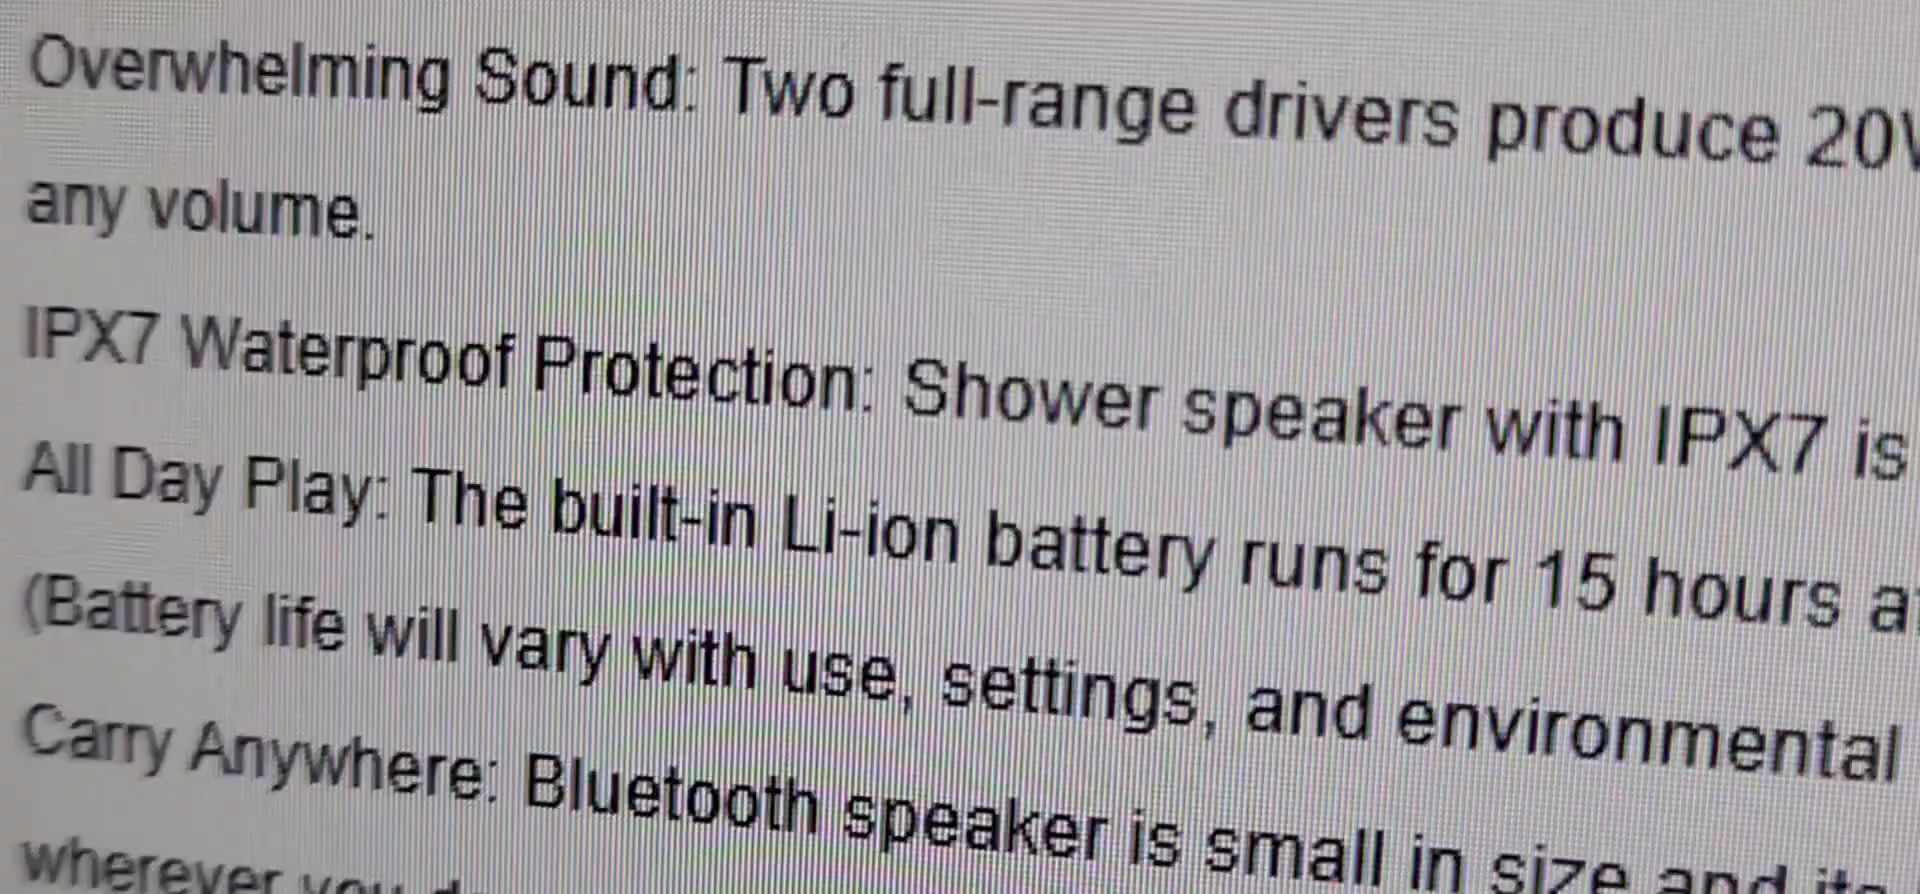 Overwhelming Sound: Two full-range drivers produce 20
any volume.
IPX7 Waterproof Protection: Shower speaker with IPX7 is
All Day Play: The built-in Li-ion battery runs for 15 hours
(Battery life will vary with use, settings, and environmental
Carry Anywhere: Bluetooth speaker is small in size and
wherever you